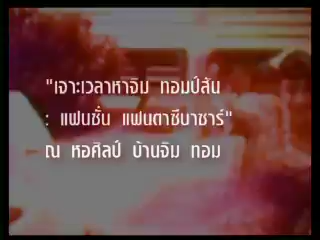 "เจาะเวลาหาจิม ทอมป์สัน
: แฟนชั่น แฟนตาซีบาซาร์"
ณ หอศิลป์ บ้านจิม ทอม